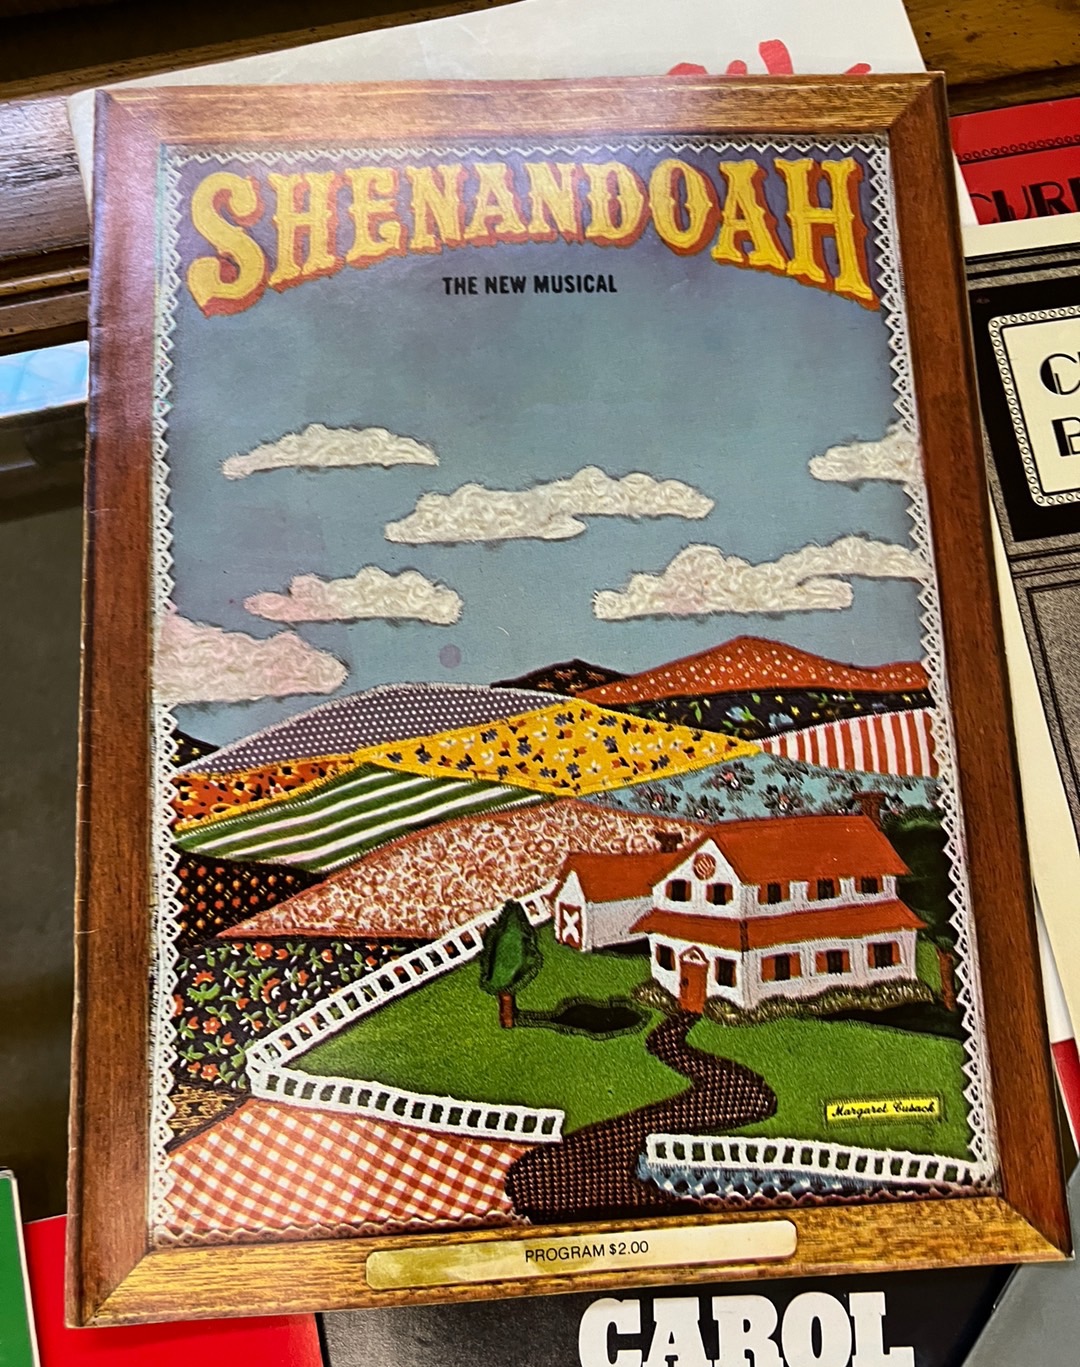 SHENANDOAH
THE NEW MUSICAL
Margaret Cusack
PROGRAM $2.00
CAROL